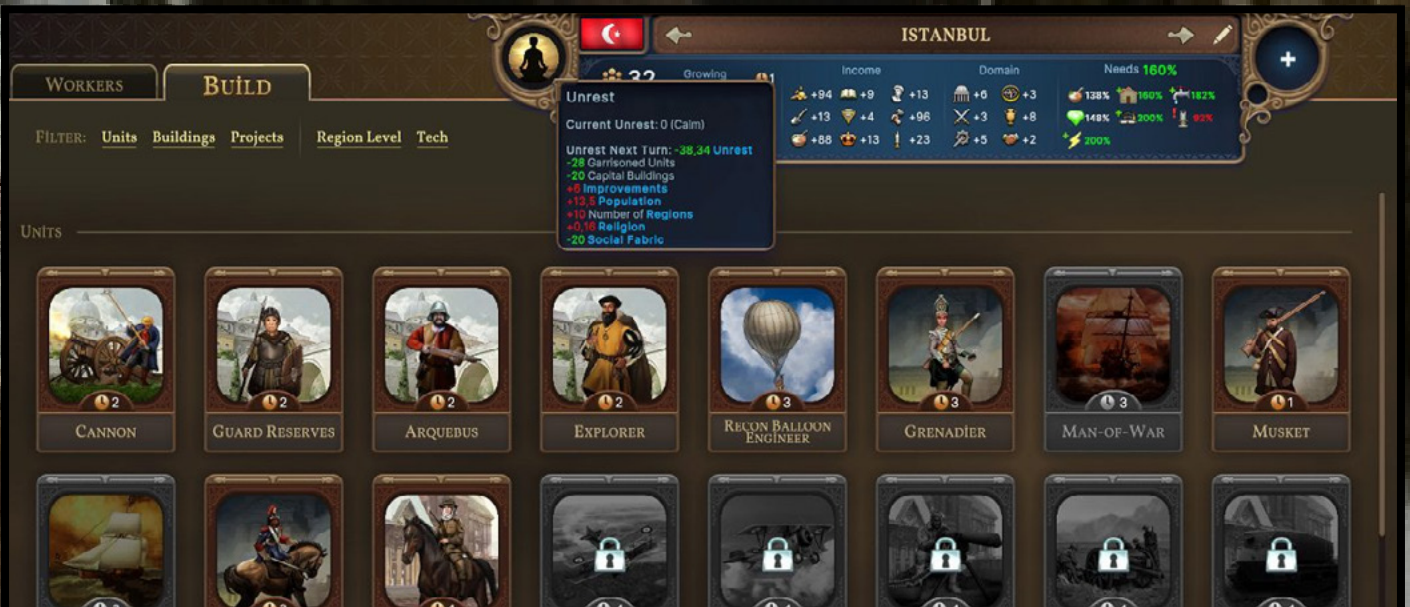 ISTANBUL
WORKERS
BUILD
32
Growing
1
Income
Domain
Needs 160%
+94 +9 +13 +6 +3 138% 160% 182%
+13 +4 +96 +3 +8 148% 200% 92%
+88 +13 +23 +5 +2 200%
FILTER: Units Buildings Projects Region Level Tech
Unrest
Current Unrest: 0 (Calm)
Unrest Next Turn: -38,34 Unrest
-28 Garrisoned Units
-20 Capital Buildings
+6 Improvements
+13,5 Population
+10 Number of Regions
+0,16 Religion
-20 Social Fabric
UNITS
2 2 2 2 3 3 3 1
CANNON
GUARD RESERVES
ARQUEBUS
EXPLORER
RECON BALLOON
ENGINEER
GRENADIER
MAN-OF-WAR
MUSKET